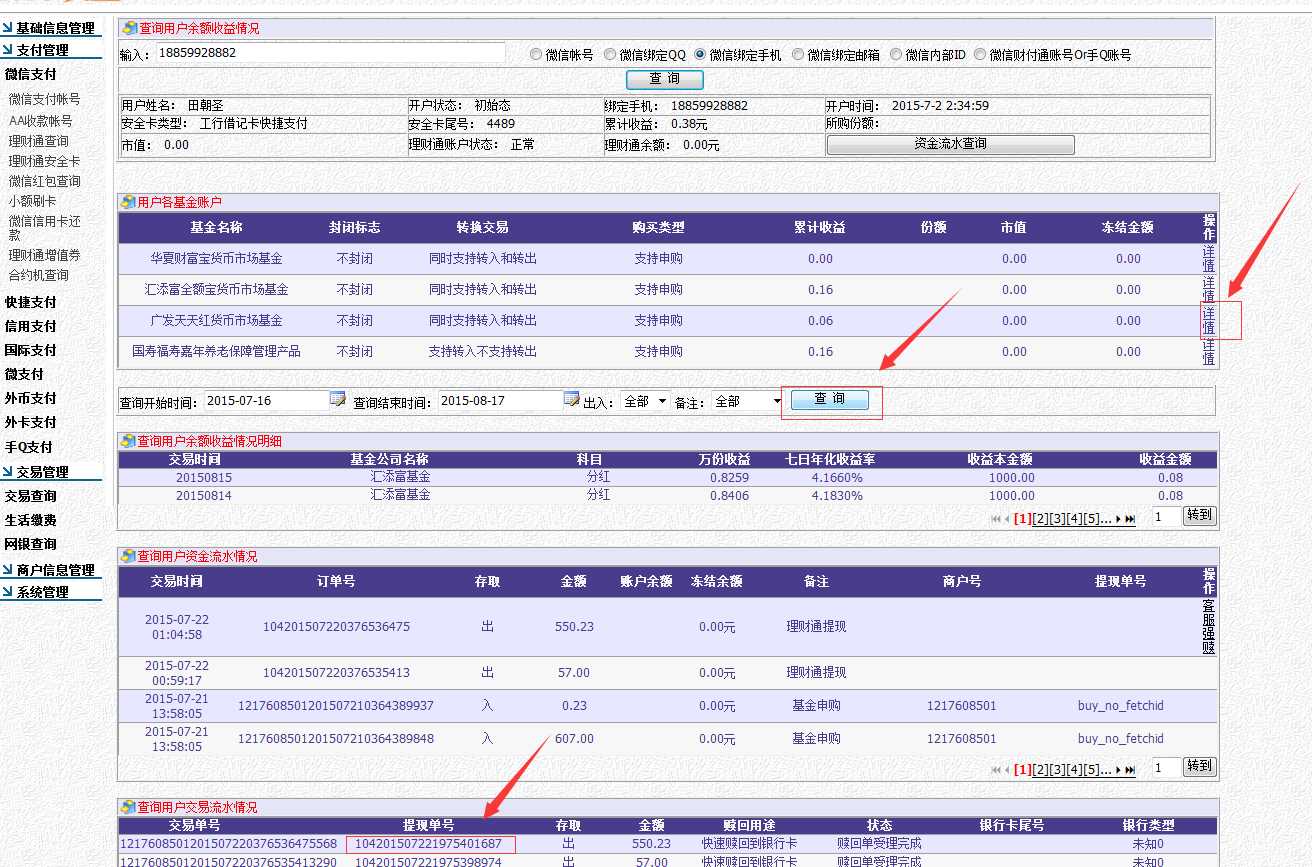 基础信息管理
支付管理
微信支付
微信支付帐号
AA收款帐号
理财通查询
理财通安全卡
微信红包查询
小额刷卡
微信信用卡还
款
理财通增值券
合约机查询
快捷支付
信用支付
国际支付
微支付
外币支付
外卡支付
手Q支付
交易管理
交易查询
生活缴费
网银查询
商户信息管理
系统管理
查询用户余额收益情况
输入： 18859928882 微信帐号 微信绑定QQ 微信绑定手机 微信绑定邮箱 微信内部ID 微信财付通账号Or手Q账号
查 询
用户姓名： 田朝圣 开户状态： 初始态 绑定手机： 18859928882 开户时间： 2015-7-2 2:34:59
安全卡类型： 工行借记卡快捷支付 安全卡尾号： 4489 累计收益： 0.38元 所购份额：
市值： 0.00 理财通账户状态： 正常 理财通余额： 0.00元 资金流水查询
用户各基金账户
基金名称 封闭标志 转换交易 购买类型 累计收益 份额 市值 冻结金额 操作
华夏财富宝货币市场基金 不封闭 同时支持转入和转出 支持申购 0.00 0.00 0.00 详情
汇添富全额宝货币市场基金 不封闭 同时支持转入和转出 支持申购 0.16 0.00 0.00 详情
广发天天红货币市场基金 不封闭 同时支持转入和转出 支持申购 0.06 0.00 0.00 详情
国寿福寿嘉年养老保障管理产品 不封闭 支持转入不支持转出 支持申购 0.16 0.00 0.00 详情
查询开始时间： 2015-07-16 查询结束时间： 2015-08-17 出入： 全部 备注： 全部 查 询
查询用户余额收益情况明细
交易时间 基金公司名称 科目 万份收益 七日年化收益率 收益本金额 收益金额
20150815 汇添富基金 分红 0.8259 4.1660% 1000.00 0.08
20150814 汇添富基金 分红 0.8406 4.1830% 1000.00 0.08
[1][2][3][4][5]... 1 转到
查询用户资金流水情况
交易时间 订单号 存取 金额 账户余额 冻结余额 备注 商户号 提现单号 操作
2015-07-22
01:04:58 104201507220376536475 出 550.23 0.00元 理财通提现 客服强赎
2015-07-22
00:59:17 104201507220376535413 出 57.00 0.00元 理财通提现
2015-07-21
13:58:05 1217608501201507210364389937 入 0.23 0.00元 基金申购 1217608501 buy_no_fetchid
2015-07-21
13:58:05 1217608501201507210364389848 入 607.00 0.00元 基金申购 1217608501 buy_no_fetchid
[1][2][3][4][5]... 1 转到
查询用户交易流水情况
交易单号 提现单号 存取 金额 赎回用途 状态 银行卡尾号 银行类型
1217608501201507220376536475568 104201507221975401687 出 550.23 快速赎回到银行卡 赎回单受理完成 未知0
1217608501201507220376535413290 104201507221975398974 出 57.00 快速赎回到银行卡 赎回单受理完成 未知0